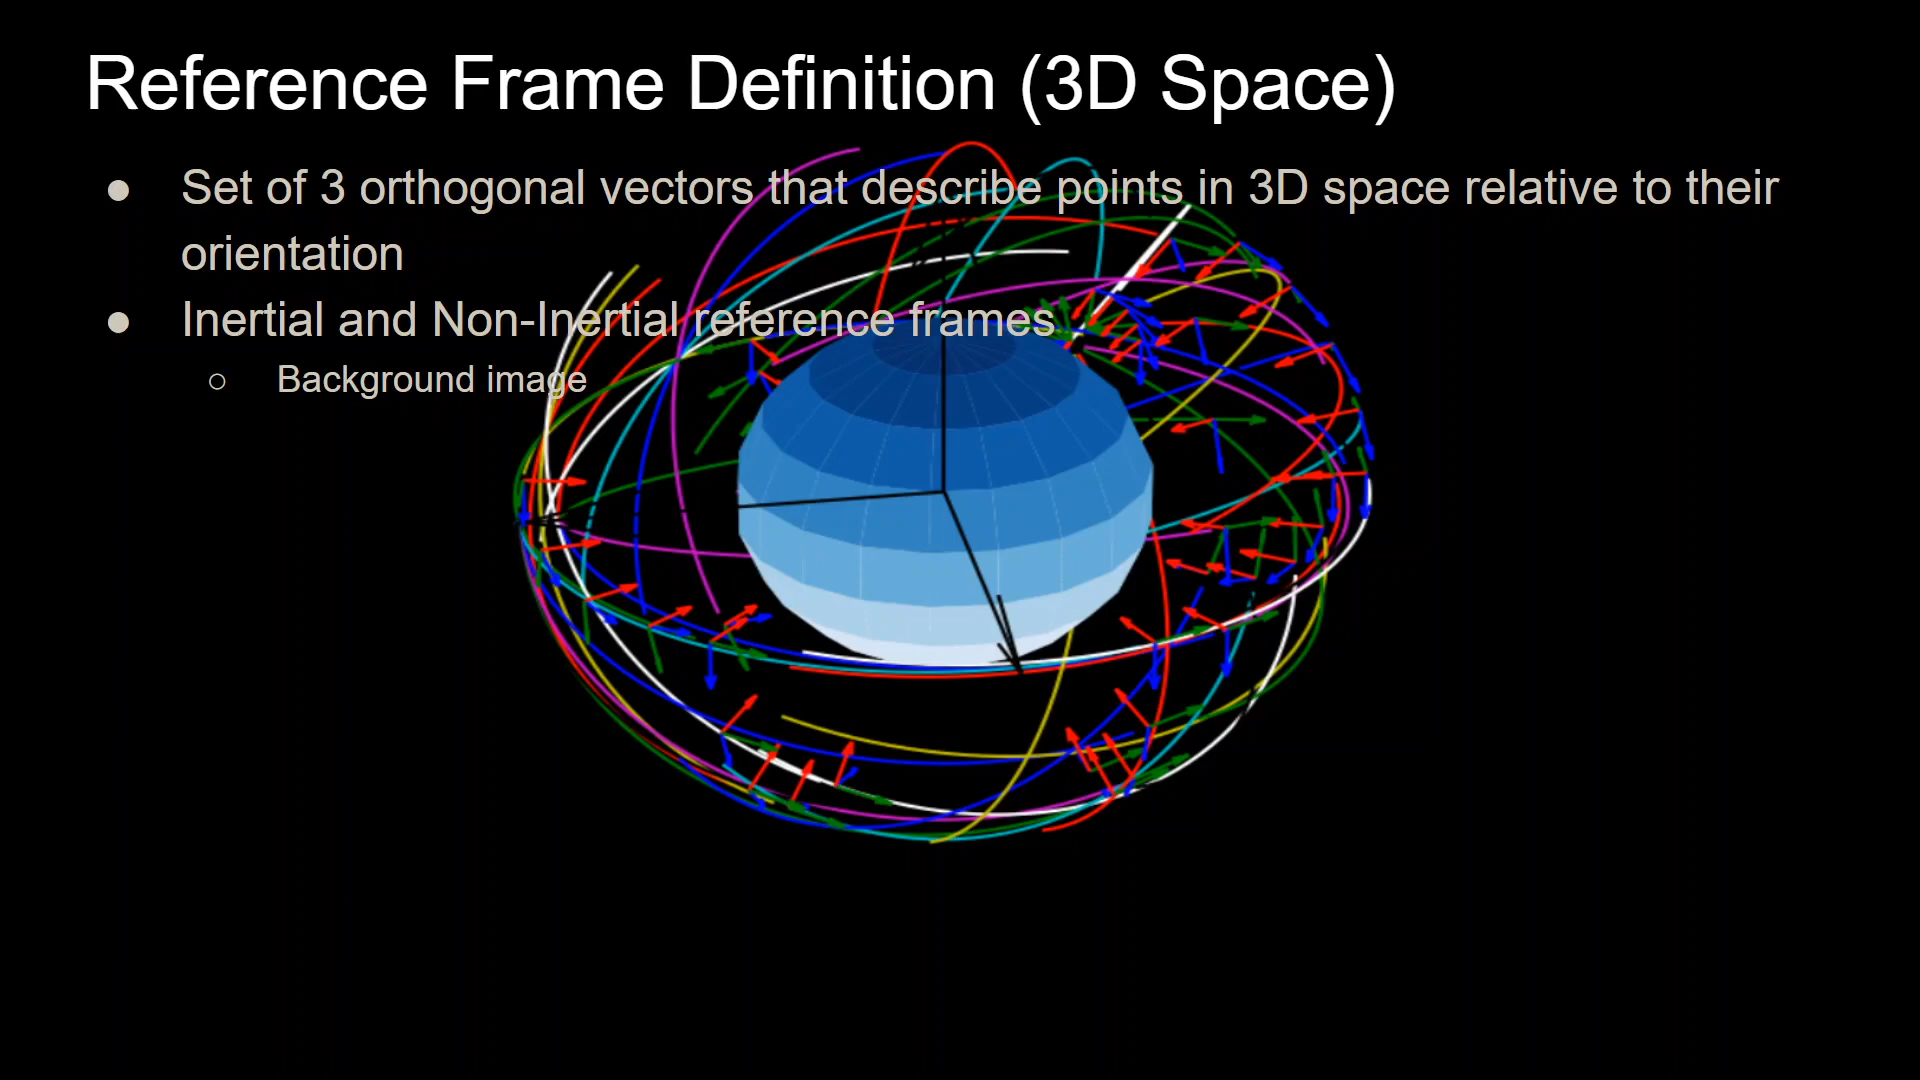 Reference Frame Definition (3D Space)
● Set of 3 orthogonal vectors that describe points in 3D space relative to their
orientation
● Inertial and Non-Inertial reference frames
○ Background image